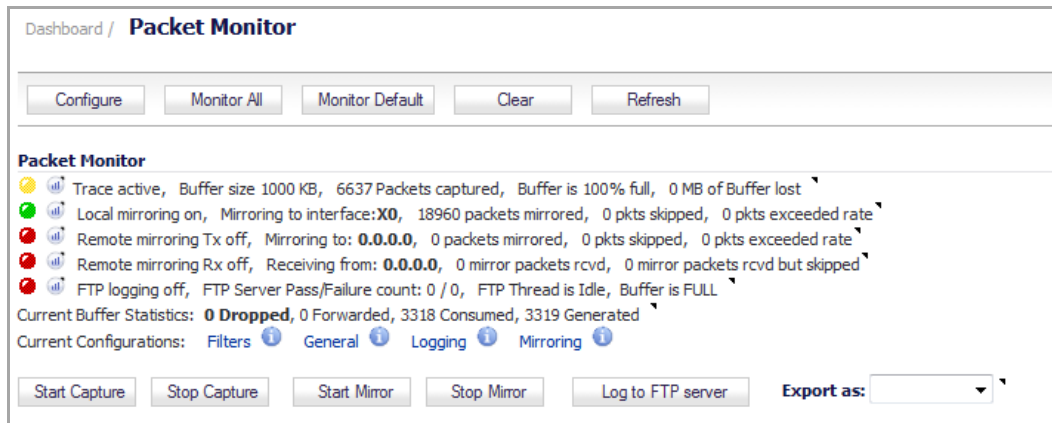 Dashboard / Packet Monitor
Configure Monitor All Monitor Default Clear Refresh
Packet Monitor
Trace active, Buffer size 1000 KB, 6637 Packets captured, Buffer is 100% full, 0 MB of Buffer lost
Local mirroring on, Mirroring to interface:X0, 18960 packets mirrored, 0 pkts skipped, 0 pkts exceeded rate
Remote mirroring Tx off, Mirroring to: 0.0.0.0, 0 packets mirrored, 0 pkts skipped, 0 pkts exceeded rate
Remote mirroring Rx off, Receiving from: 0.0.0.0, 0 mirror packets rcvd, 0 mirror packets rcvd but skipped
FTP logging off, FTP Server Pass/Failure count: 0 / 0, FTP Thread is Idle, Buffer is FULL
Current Buffer Statistics: 0 Dropped, 0 Forwarded, 3318 Consumed, 3319 Generated
Current Configurations: Filters General Logging Mirroring
Start Capture Stop Capture Start Mirror Stop Mirror Log to FTP server Export as: